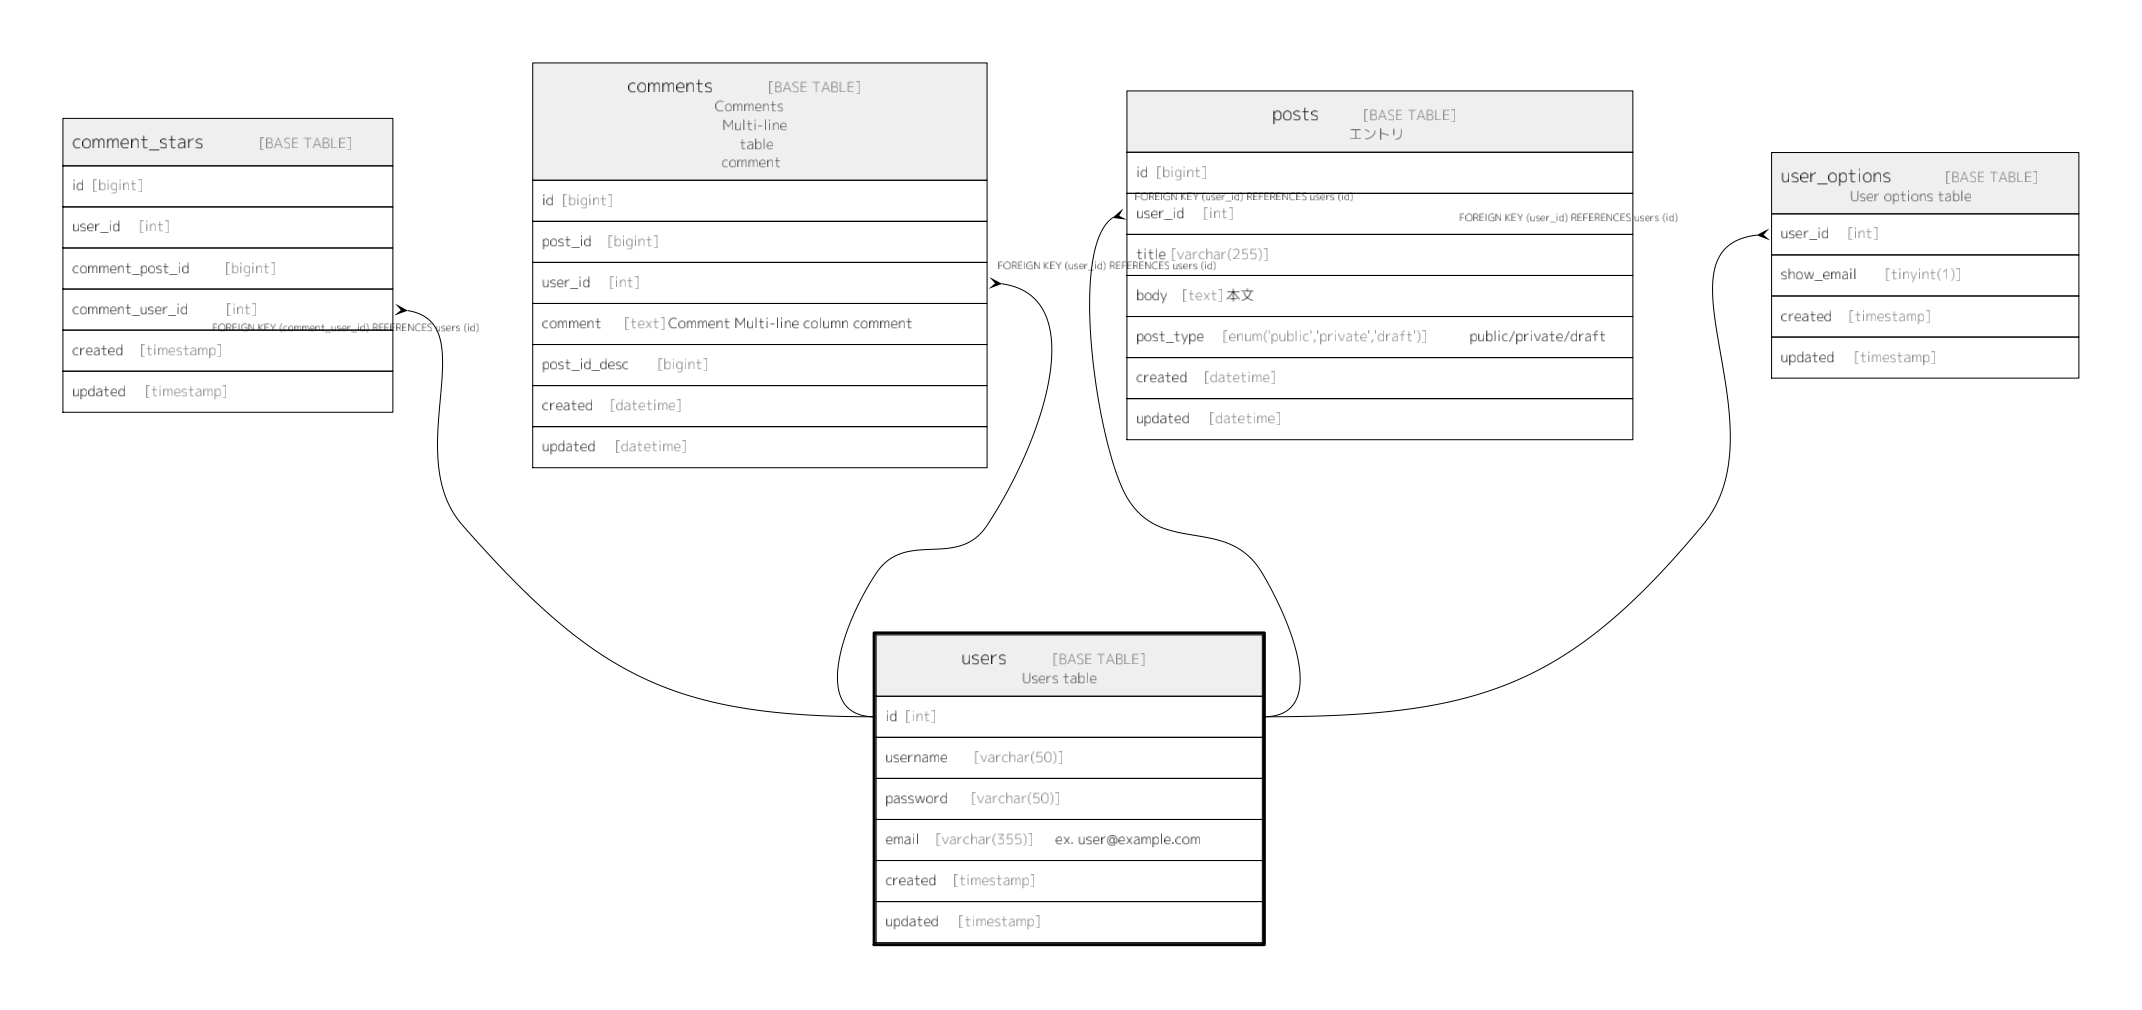 comment_stars [BASE TABLE]
id [bigint]
user_id [int]
comment_post_id [bigint]
comment_user_id [int]
FOREIGN KEY (comment_user_id) REFERENCES users (id)
created [timestamp]
updated [timestamp]
comments [BASE TABLE]
Comments
Multi-line
table
comment
id [bigint]
post_id [bigint]
user_id [int]
FOREIGN KEY (user_id) REFERENCES users (id)
comment [text] Comment Multi-line column comment
post_id_desc [bigint]
created [datetime]
updated [datetime]
posts [BASE TABLE]
エントリ
id [bigint]
FOREIGN KEY (user_id) REFERENCES users (id)
user_id [int]
title [varchar(255)]
body [text] 本文
post_type [enum('public','private','draft')] public/private/draft
created [datetime]
updated [datetime]
user_options [BASE TABLE]
User options table
FOREIGN KEY (user_id) REFERENCES users (id)
user_id [int]
show_email [tinyint(1)]
created [timestamp]
updated [timestamp]
users [BASE TABLE]
Users table
id [int]
username [varchar(50)]
password [varchar(50)]
email [varchar(355)] ex. user@example.com
created [timestamp]
updated [timestamp]